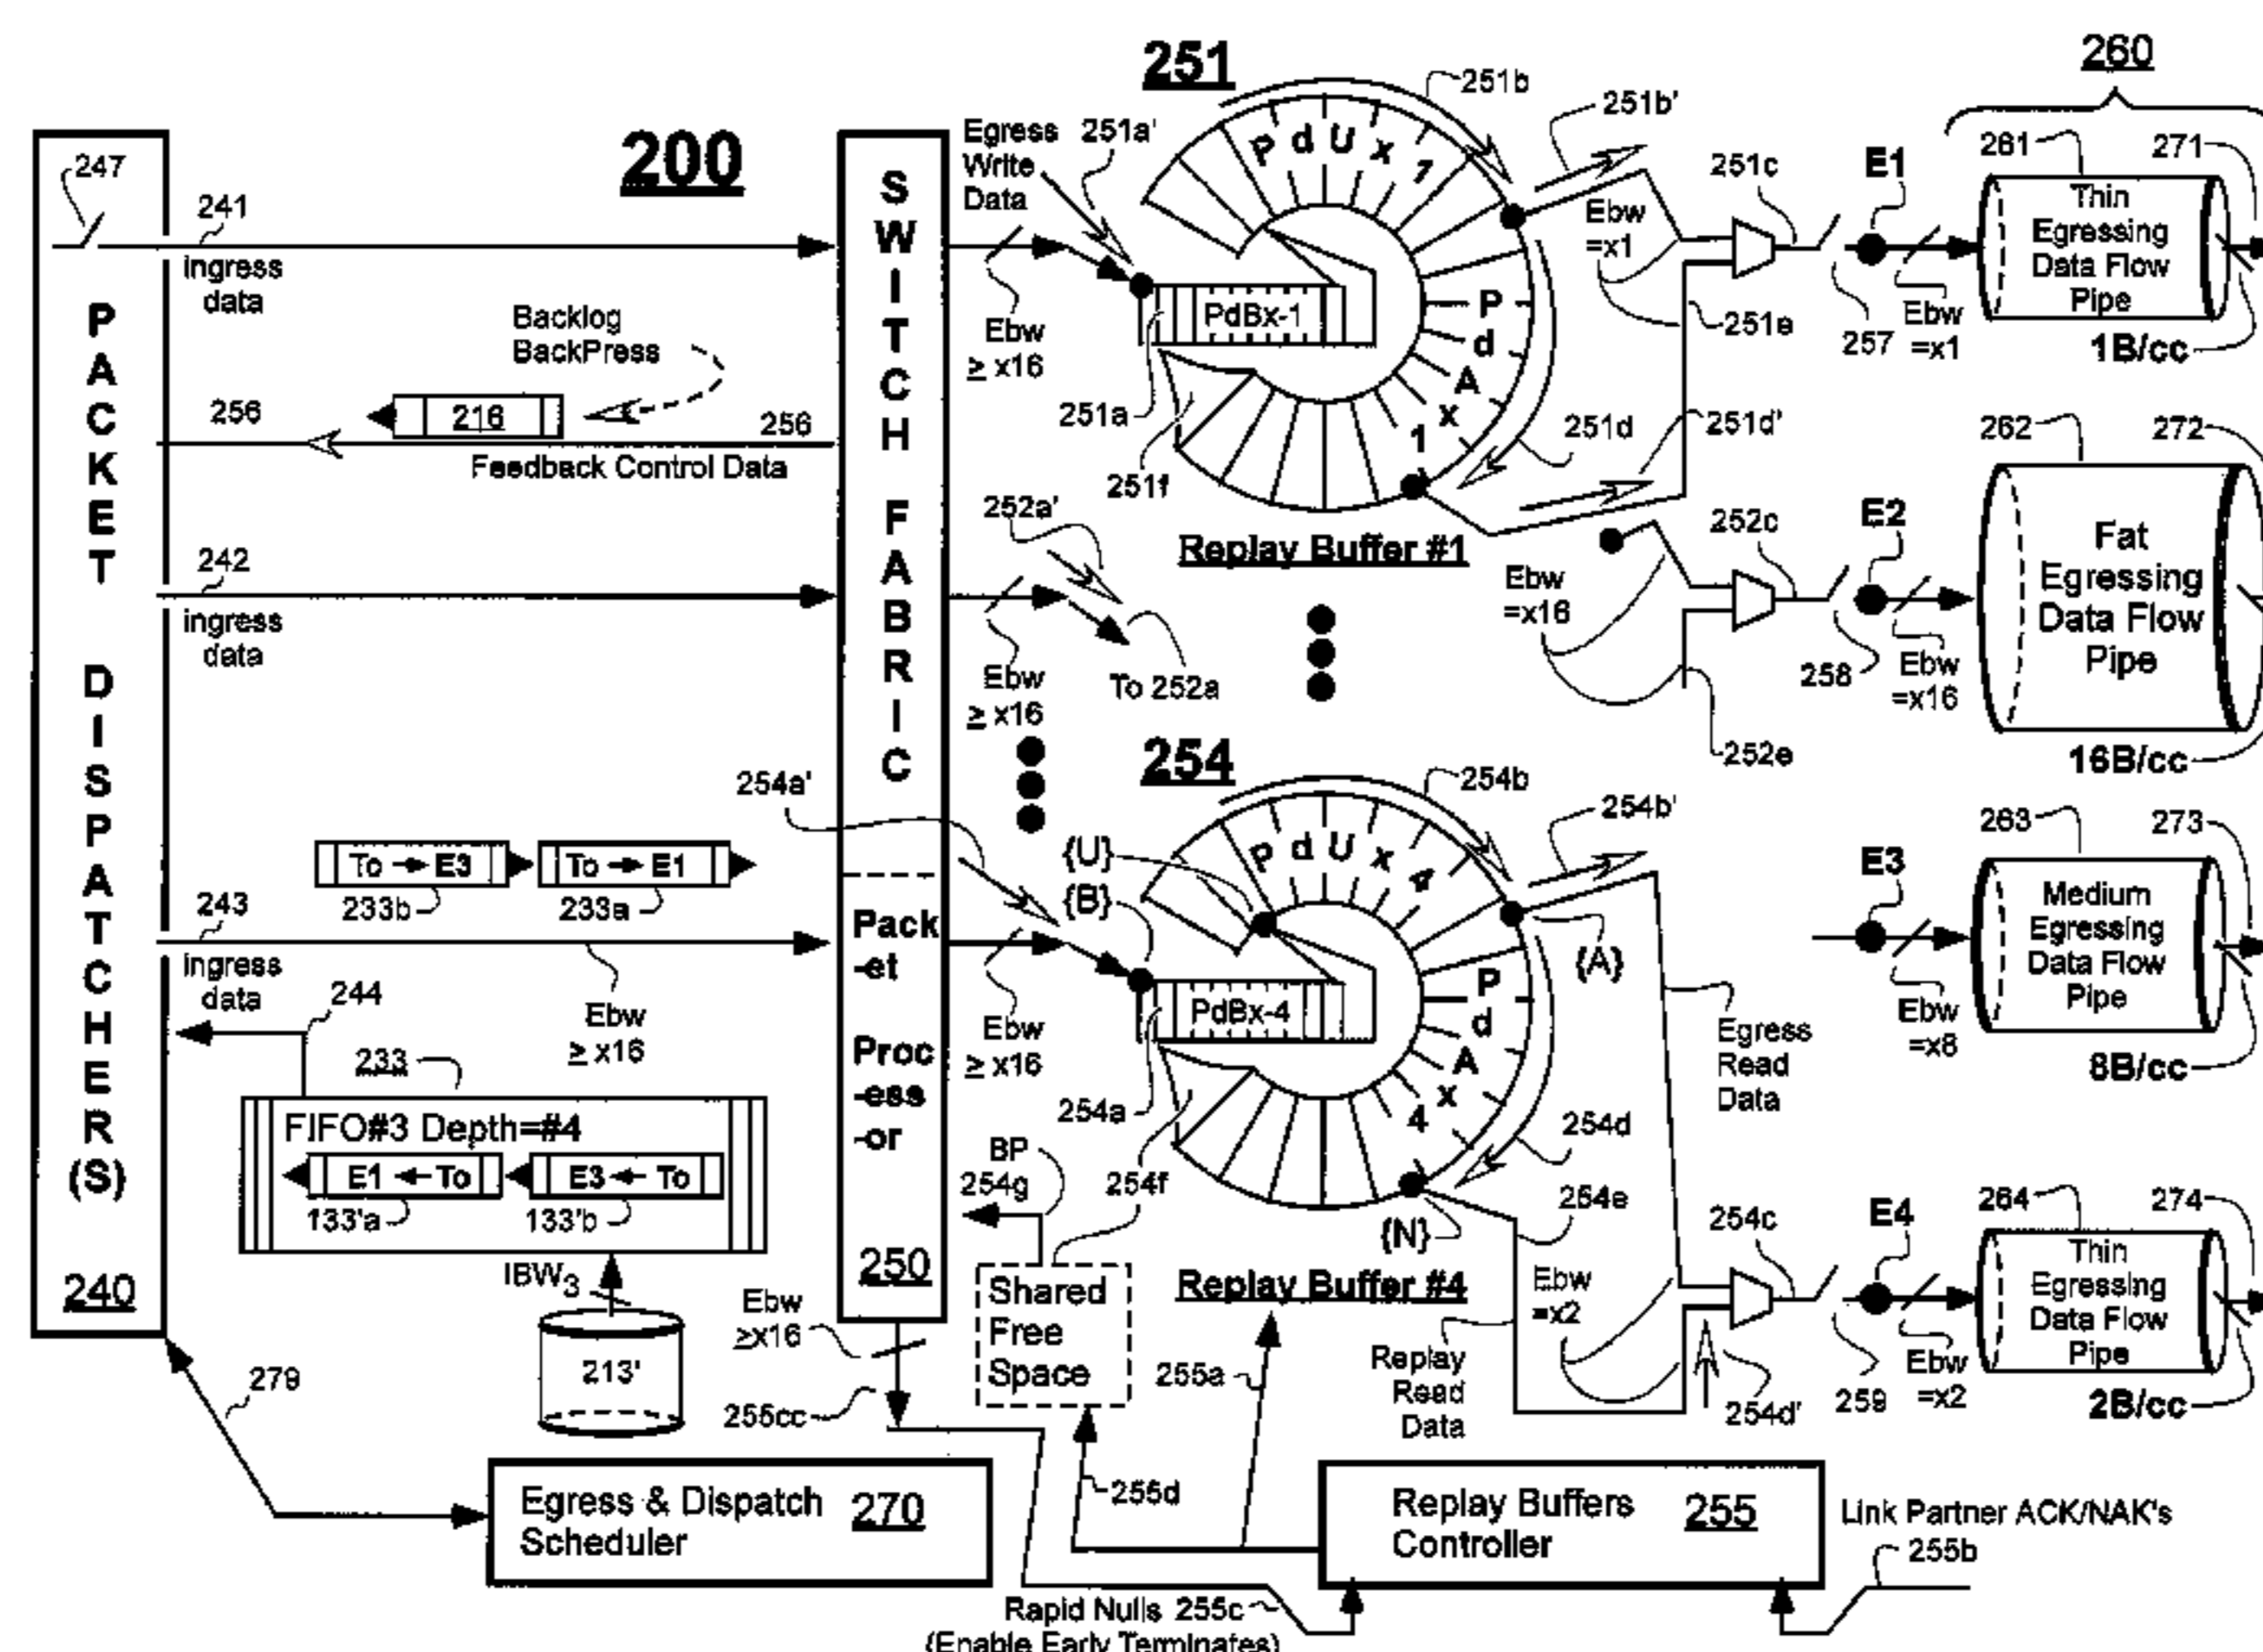 200
247
241
ingress
data
Backlog
BackPress
256
216
256
Feedback Control Data
242
ingress
data
PACKET DISPATCHER(S)
240
To → E3
To → E1
233b
233a
243
ingress
data
244
Ebw
≥ x16
233
FIFO#3 Depth=#4
E1 ← To
E3 ← To
133'a
133'b
IBW3
213'
279
Egress & Dispatch
Scheduler
270
SWITCH FABRIC
Pack
-et
Proc
-ess
-or
250
Ebw
≥x16
255cc
251
Egress
Write
Data
251a'
Ebw
≥ x16
251a
251f
PdBx-1
PdUx1
PdAx1
251b
251b'
251d
251d'
Replay Buffer #1
Ebw
=x1
251c
251e
257
E1
Ebw
=x1
260
261
271
Thin
Egressing
Data Flow
Pipe
1B/cc
252a'
Ebw
≥ x16
To 252a
Ebw
=x16
252c
252e
258
E2
Ebw
=x16
262
272
Fat
Egressing
Data Flow
Pipe
16B/cc
254
254a'
{U}
{B}
Ebw
≥ x16
254a
254f
PdBx-4
PdUx4
PdAx4
254b
254b'
{A}
254d
{N}
254e
Egress
Read
Data
Replay Buffer #4
E3
Ebw
=x8
263
273
Medium
Egressing
Data Flow
Pipe
8B/cc
BP
254g
Shared
Free
Space
255a
255d
Ebw
=x2
Replay
Read
Data
254c
254d'
259
E4
Ebw
=x2
264
274
Thin
Egressing
Data Flow
Pipe
2B/cc
Replay Buffers
Controller
255
Link Partner ACK/NAK's
255b
Rapid Nulls 255c
(Enable Early Terminates)